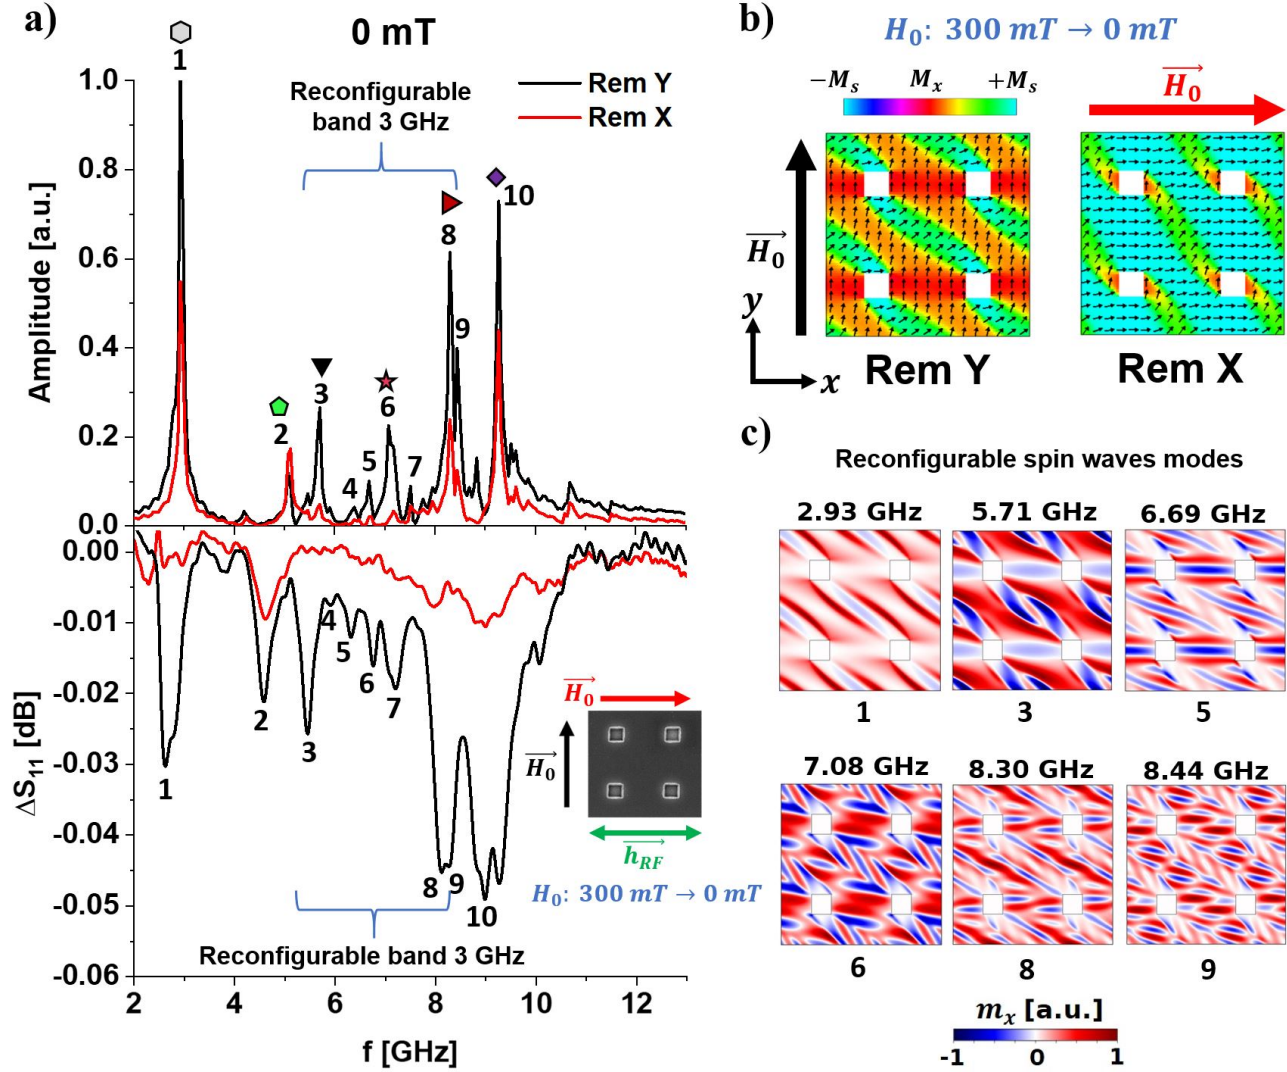 a)
0 mT
Reconfigurable
band 3 GHz
Rem Y
Rem X
1
2
3
4
5
6
7
8
9
10
Amplitude [a.u.]
1.0
0.8
0.6
0.4
0.2
0.0
0.00
-0.01
-0.02
-0.03
-0.04
-0.05
-0.06
ΔS11 [dB]
1
2
3
4
5
6
7
8
9
10
Reconfigurable band 3 GHz
H0
H0
hRF
H0: 300 mT → 0 mT
2
4
6
8
10
12
f [GHz]
b)
H0: 300 mT → 0 mT
−Ms Mx +Ms
H0
H0
y
x
Rem Y
Rem X
c)
Reconfigurable spin waves modes
2.93 GHz 5.71 GHz 6.69 GHz
1 3 5
7.08 GHz 8.30 GHz 8.44 GHz
6 8 9
mx [a.u.]
-1 0 1